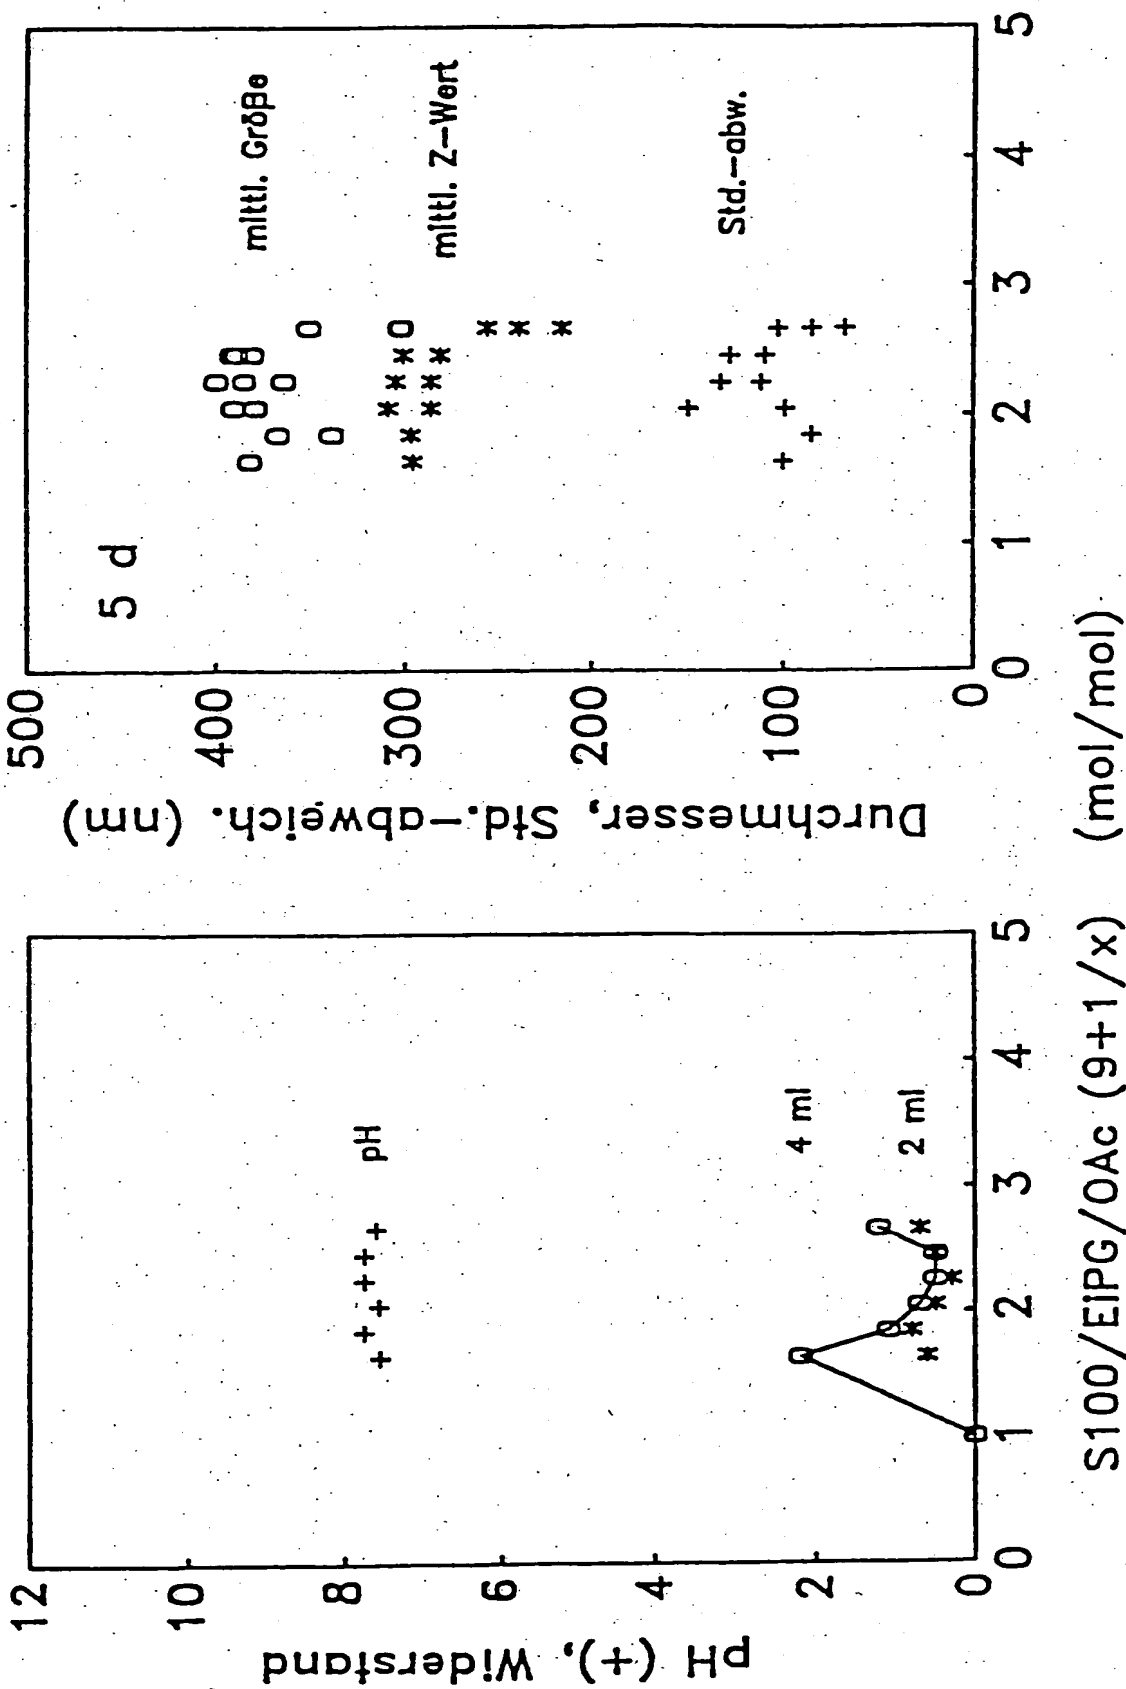 pH (+), Widerstand
12
10
8
6
4
2
0
pH
4 ml
2 ml
0
1
2
3
4
5
S100/EIPG/OAc (9+1/x) (mol/mol)
Durchmesser, Std.-abweich. (nm)
500
400
300
200
100
0
5 d
mittl. Größe
mittl. Z-Wert
Std.-abw.
0
1
2
3
4
5